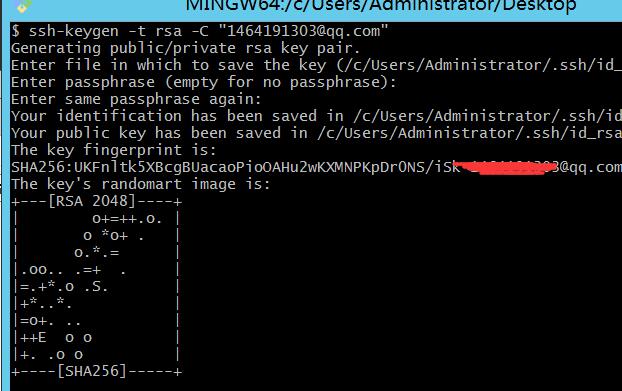 MINGW64:/c/Users/Administrator/Desktop
$ ssh-keygen -t rsa -C "1464191303@qq.com"
Generating public/private rsa key pair.
Enter file in which to save the key (/c/Users/Administrator/.ssh/id_
Enter passphrase (empty for no passphrase):
Enter same passphrase again:
Your identification has been saved in /c/Users/Administrator/.ssh/id
Your public key has been saved in /c/Users/Administrator/.ssh/id_rsa
The key fingerprint is:
SHA256:UKFnltk5XBcgBUacaoPioOAHu2wKXMNPKpDr0NS/iSk @qq.com
The key's randomart image is:
+---[RSA 2048]----+
|        o+=++.o. |
|       o *o+ .   |
|      o.*.=      |
|.oo.. .=+  .     |
|=.+*.o .S.       |
|+*..*.           |
|=o+. ..          |
|++E  o o         |
|+. .o o          |
+----[SHA256]-----+